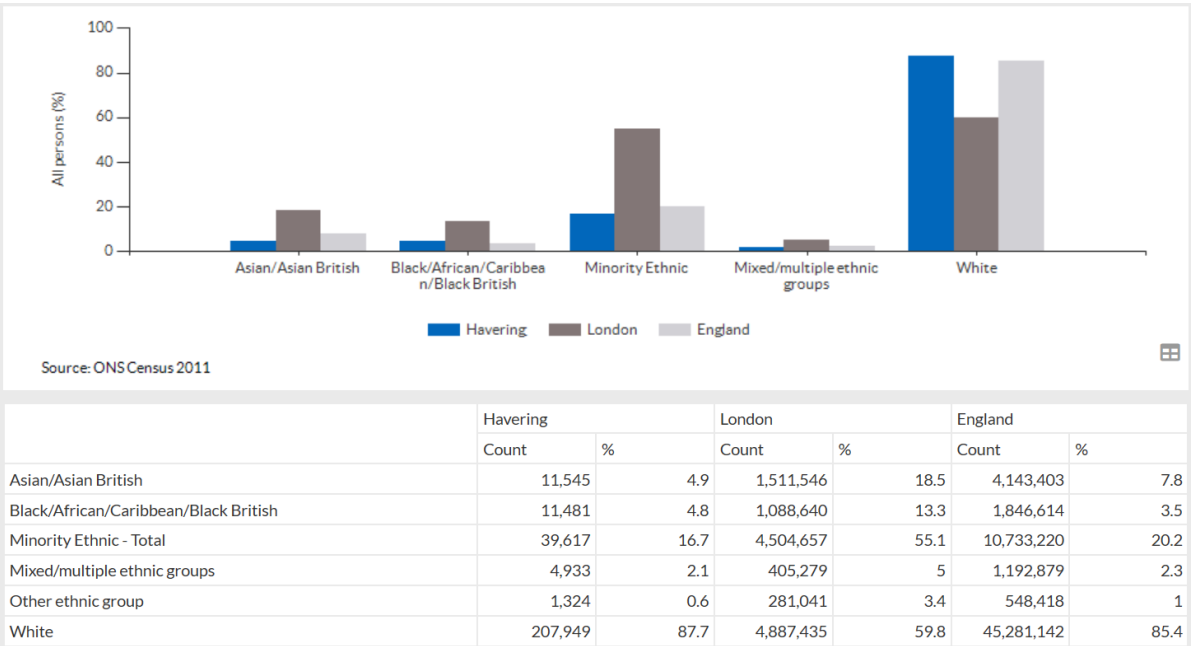 100
80
60
40
20
0
All persons (%)
Asian/Asian British
Black/African/Caribbea
n/Black British
Minority Ethnic
Mixed/multiple ethnic
groups
White
Havering London England
Source: ONS Census 2011
Havering London England
Count % Count % Count %
Asian/Asian British 11,545 4.9 1,511,546 18.5 4,143,403 7.8
Black/African/Caribbean/Black British 11,481 4.8 1,088,640 13.3 1,846,614 3.5
Minority Ethnic - Total 39,617 16.7 4,504,657 55.1 10,733,220 20.2
Mixed/multiple ethnic groups 4,933 2.1 405,279 5 1,192,879 2.3
Other ethnic group 1,324 0.6 281,041 3.4 548,418 1
White 207,949 87.7 4,887,435 59.8 45,281,142 85.4